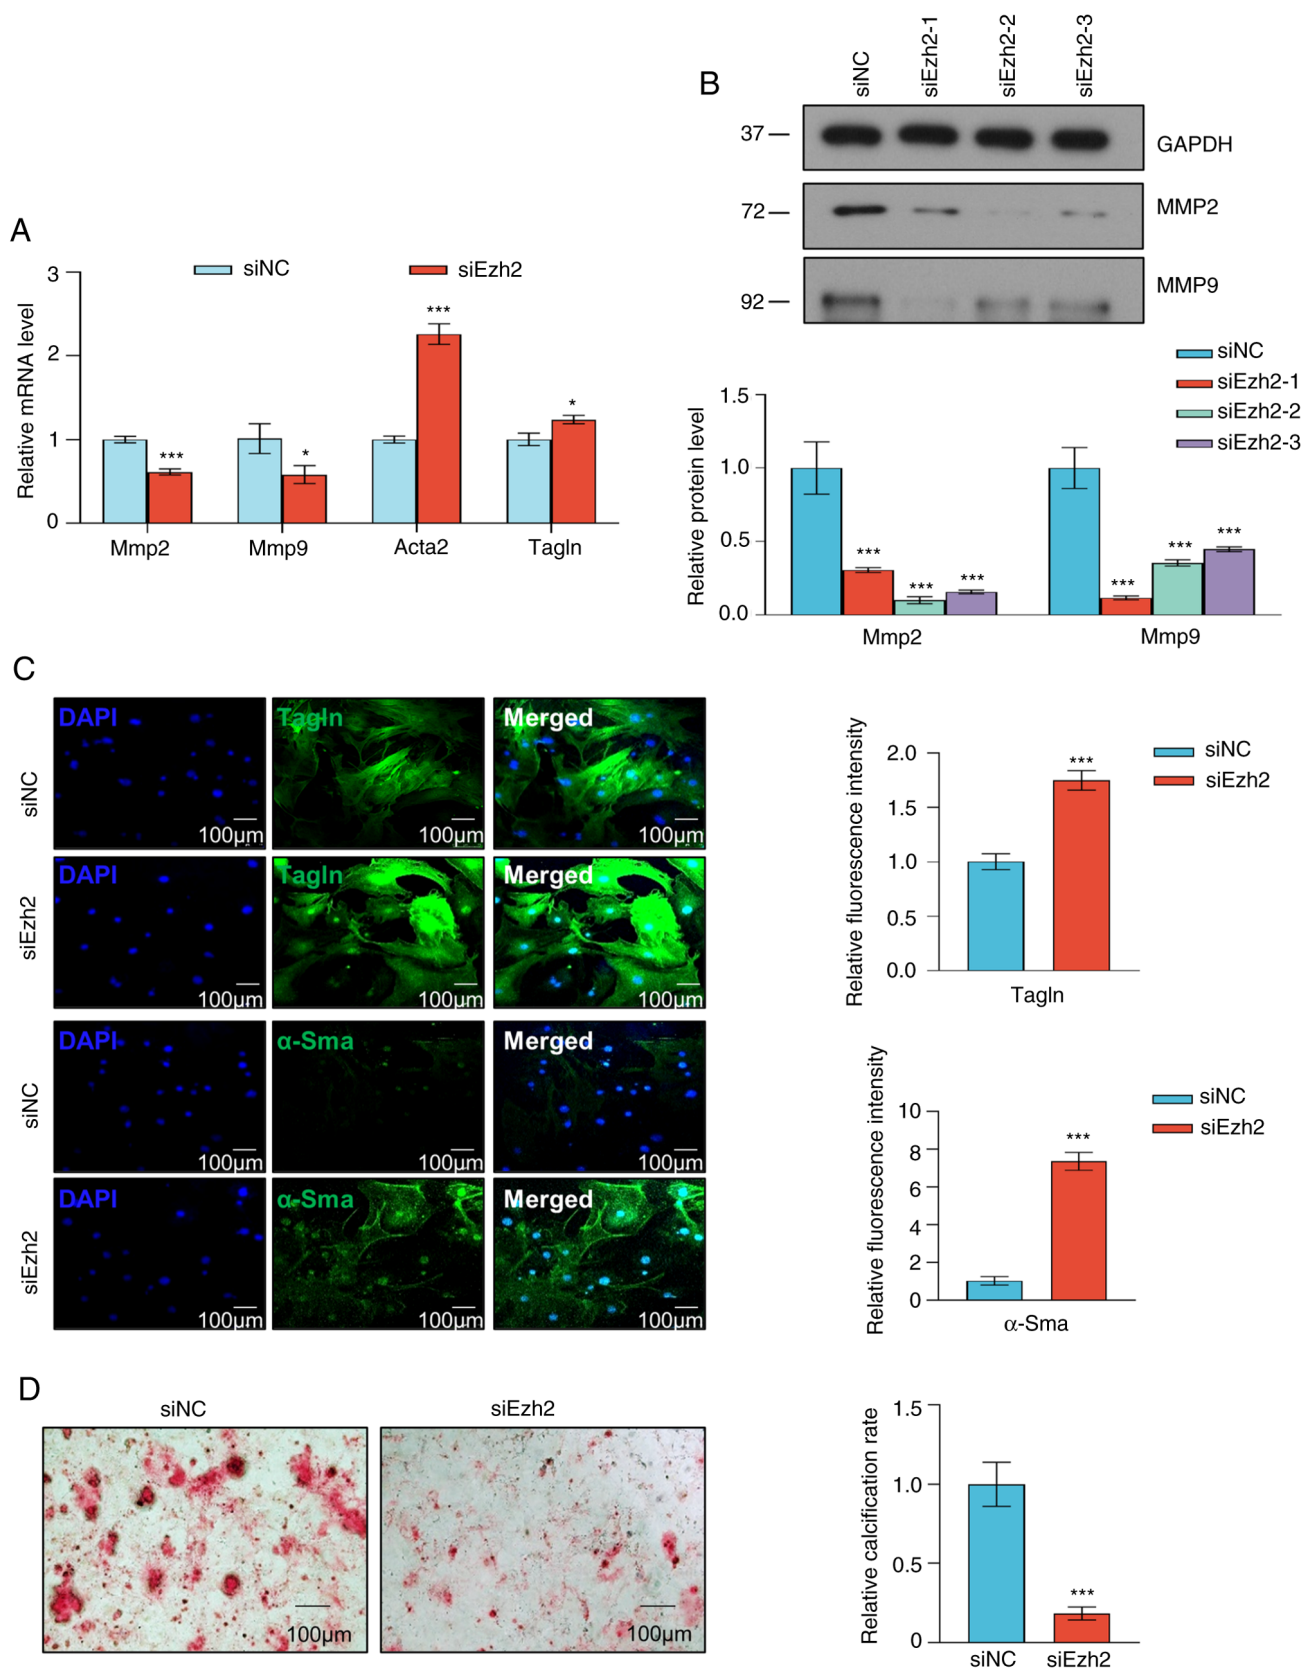 A
siNC
siEzh2
Relative mRNA level
3
2
1
0
***
*
***
*
Mmp2
Mmp9
Acta2
Tagln
B
siNC
siEzh2-1
siEzh2-2
siEzh2-3
37
GAPDH
72
MMP2
92
MMP9
siNC
siEzh2-1
siEzh2-2
siEzh2-3
Relative protein level
1.5
1.0
0.5
0.0
***
***
***
***
***
***
Mmp2
Mmp9
C
siNC
DAPI
100µm
Tagln
100µm
Merged
100µm
siEzh2
DAPI
100µm
Tagln
100µm
Merged
100µm
siNC
DAPI
100µm
α-Sma
100µm
Merged
100µm
siEzh2
DAPI
100µm
α-Sma
100µm
Merged
100µm
Relative fluorescence intensity
2.0
1.5
1.0
0.5
0.0
***
Tagln
siNC
siEzh2
Relative fluorescence intensity
10
8
6
4
2
0
***
α-Sma
siNC
siEzh2
D
siNC
siEzh2
100µm
100µm
Relative calcification rate
1.5
1.0
0.5
0
***
siNC
siEzh2